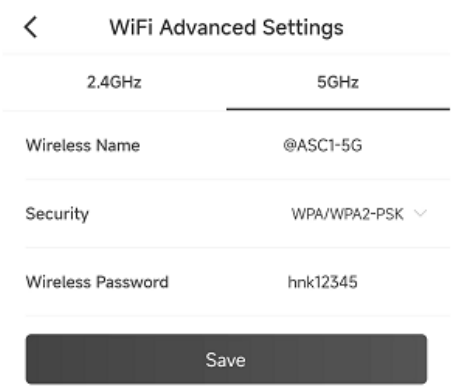 WiFi Advanced Settings
2.4GHz 5GHz
Wireless Name @ASC1-5G
Security WPA/WPA2-PSK
Wireless Password hnk12345
Save